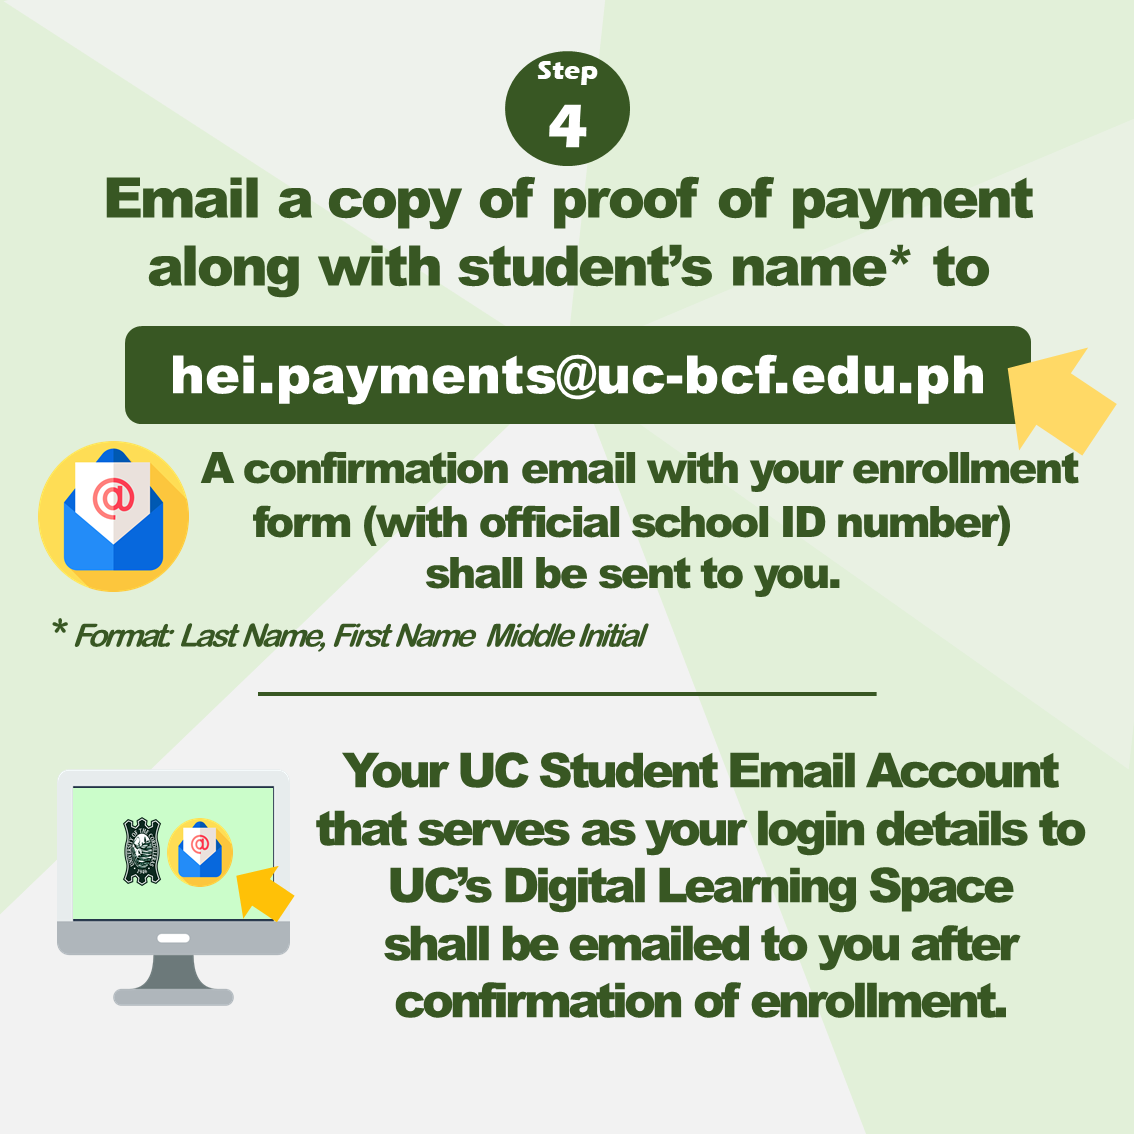 Step
4
Email a copy of proof of payment
along with student's name* to
hei.payments@uc-bcf.edu.ph
A confirmation email with your enrollment
form (with official school ID number)
shall be sent to you.
* Format: Last Name, First Name Middle Initial
Your UC Student Email Account
that serves as your login details to
UC's Digital Learning Space
shall be emailed to you after
confirmation of enrollment.